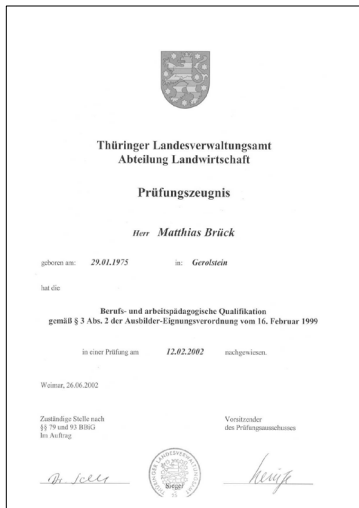 Thüringer Landesverwaltungsamt
Abteilung Landwirtschaft
Prüfungszeugnis
Herr Matthias Brück
geboren am: 29.01.1975 in: Gerolstein
hat die
Berufs- und arbeitspädagogische Qualifikation
gemäß § 3 Abs. 2 der Ausbilder-Eignungsverordnung vom 16. Februar 1999
in einer Prüfung am 12.02.2002 nachgewiesen.
Weimar, 26.06.2002
Zuständige Stelle nach
§§ 79 und 93 BBiG
Im Auftrag
Vorsitzender
des Prüfungsausschusses
THÜRINGER LANDESVERWALTUNGSAMT
Siegel